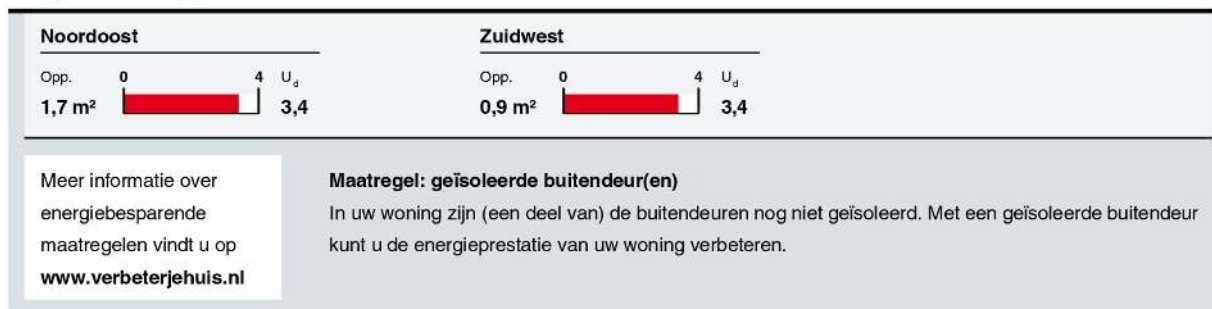 Noordoost
Opp. 0 4 Ud
1,7 m² 3,4
Zuidwest
Opp. 0 4 Ud
0,9 m² 3,4
Meer informatie over
energiebesparende
maatregelen vindt u op
www.verbeterjehuis.nl
Maatregel: geïsoleerde buitendeur(en)
In uw woning zijn (een deel van) de buitendeuren nog niet geïsoleerd. Met een geïsoleerde buitendeur
kunt u de energieprestatie van uw woning verbeteren.